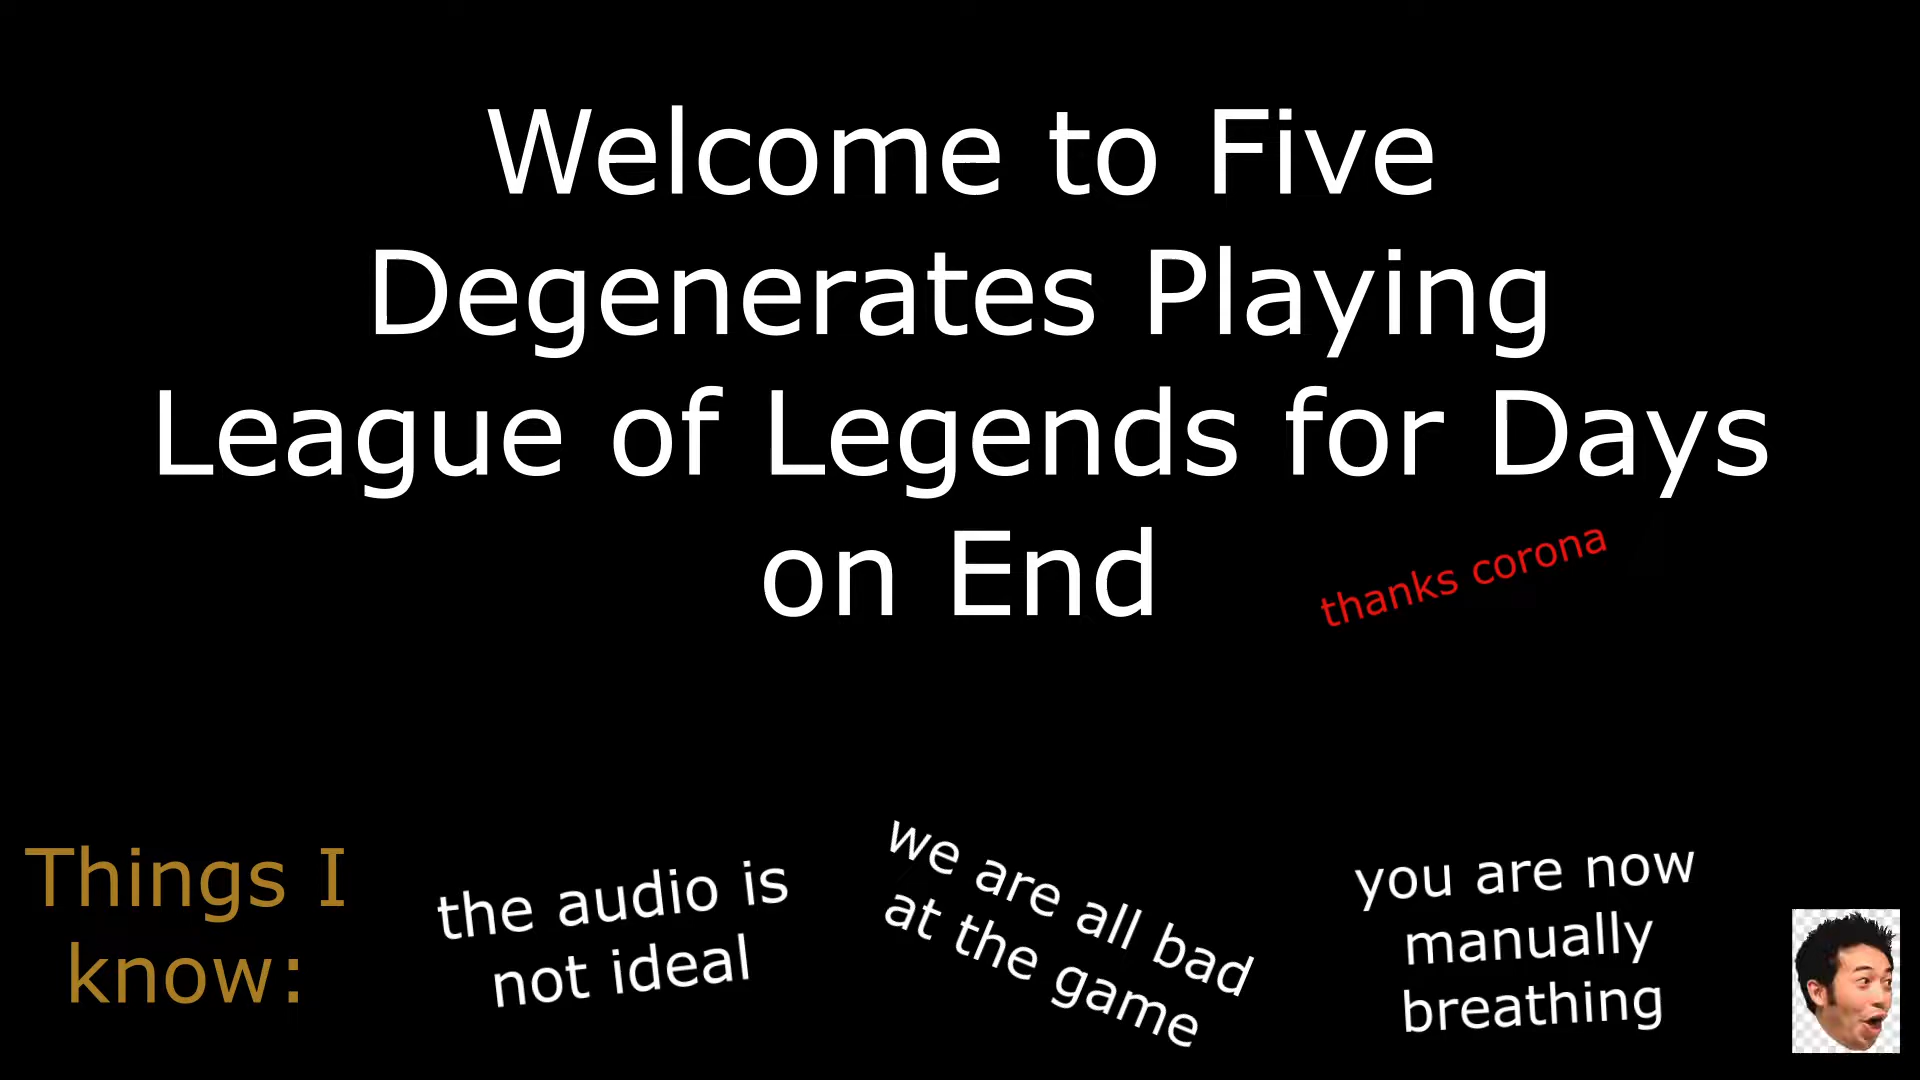 Welcome to Five
Degenerates Playing
League of Legends for Days
on End
thanks corona
Things I
know:
the audio is
not ideal
we are all bad
at the game
you are now
manually
breathing